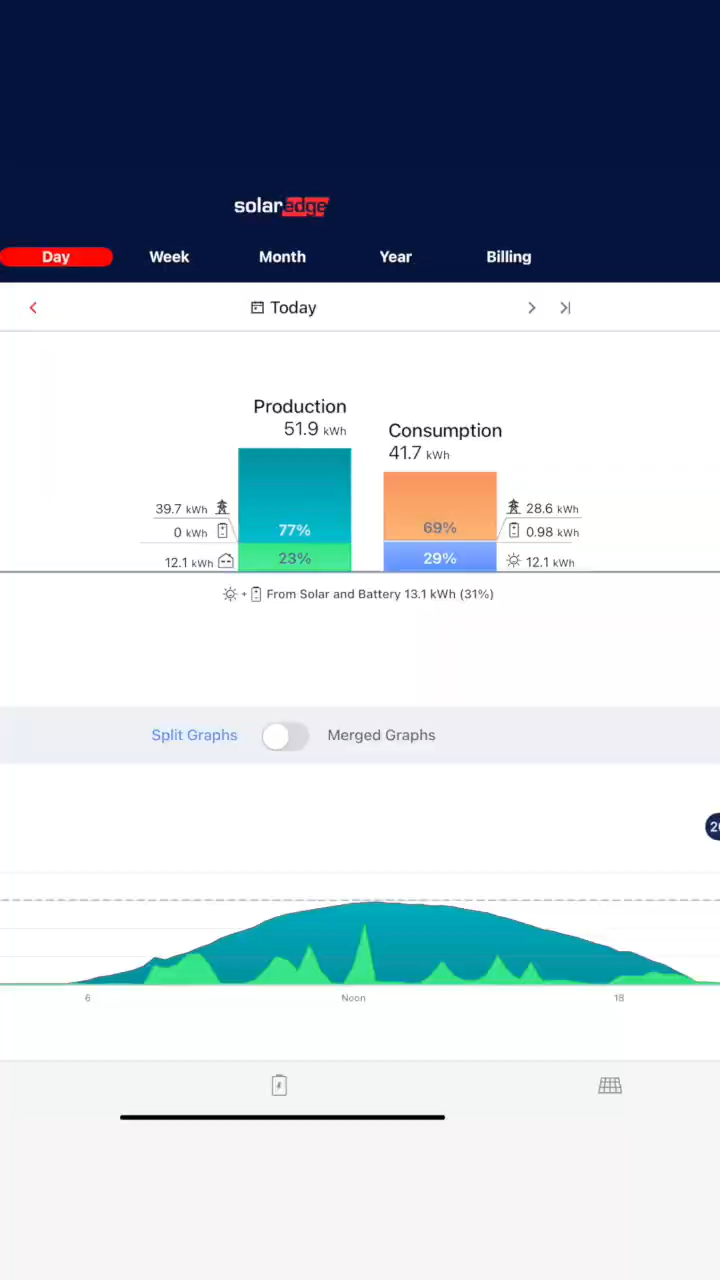 solaredge
Day Week Month Year Billing
Today
Production
51.9 kWh
Consumption
41.7 kWh
39.7 kWh
0 kWh
12.1 kWh
77%
23%
69%
29%
28.6 kWh
0.98 kWh
12.1 kWh
+ From Solar and Battery 13.1 kWh (31%)
Split Graphs Merged Graphs
6 Noon 18